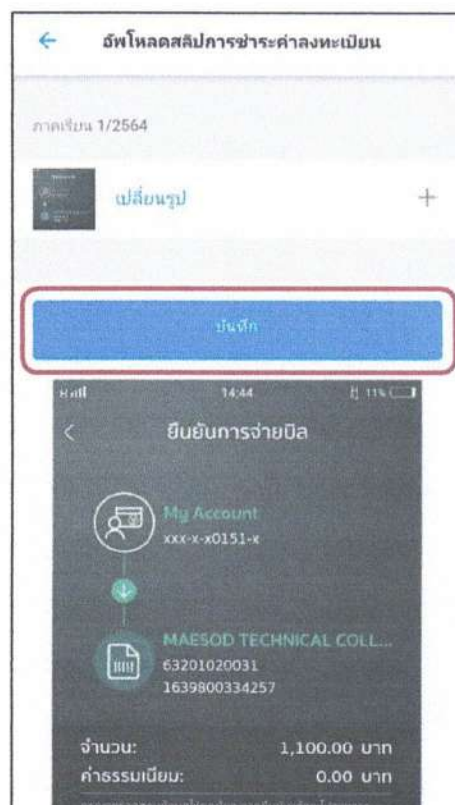 อัพโหลดสลิปการชำระค่าลงทะเบียน
ภาคเรียน 1/2564
เปลี่ยนรูป
บันทึก
14:44
11%
ยืนยันการจ่ายบิล
My Account
xxx-x-x0151-x
MAESOD TECHNICAL COLL...
63201020031
1639800334257
จำนวน: 1,100.00 บาท
ค่าธรรมเนียม: 0.00 บาท